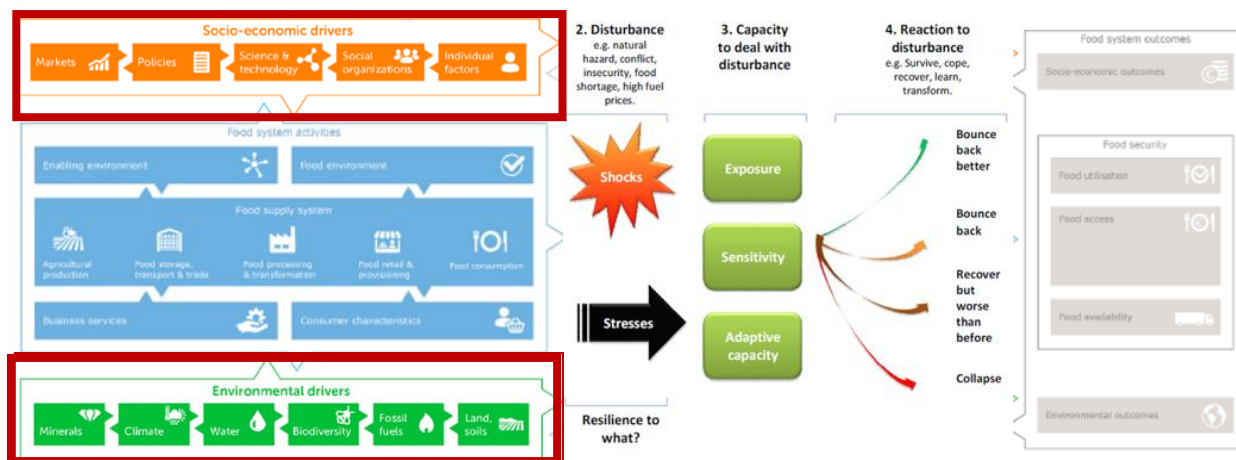 Socio-economic drivers
Markets
Policies
Science &
technology
Social
organizations
Individual
factors
Food system activities
Enabling environment
Food environment
Food supply system
Agricultural
production
Food storage,
transport & trade
Food processing
& transformation
Food retail &
provisioning
Food consumption
Business services
Consumer characteristics
Environmental drivers
Minerals
Climate
Water
Biodiversity
Fossil
fuels
Land,
soils
2. Disturbance
e.g. natural
hazard, conflict,
insecurity, food
shortage, high fuel
prices.
Shocks
Stresses
Resilience to
what?
3. Capacity
to deal with
disturbance
Exposure
Sensitivity
Adaptive
capacity
4. Reaction to
disturbance
e.g. Survive, cope,
recover, learn,
transform.
Bounce
back
better
Bounce
back
Recover
but
worse
than
before
Collapse
Food system outcomes
Socio-economic outcomes
Food security
Food utilisation
Food access
Food availability
Environmental outcomes